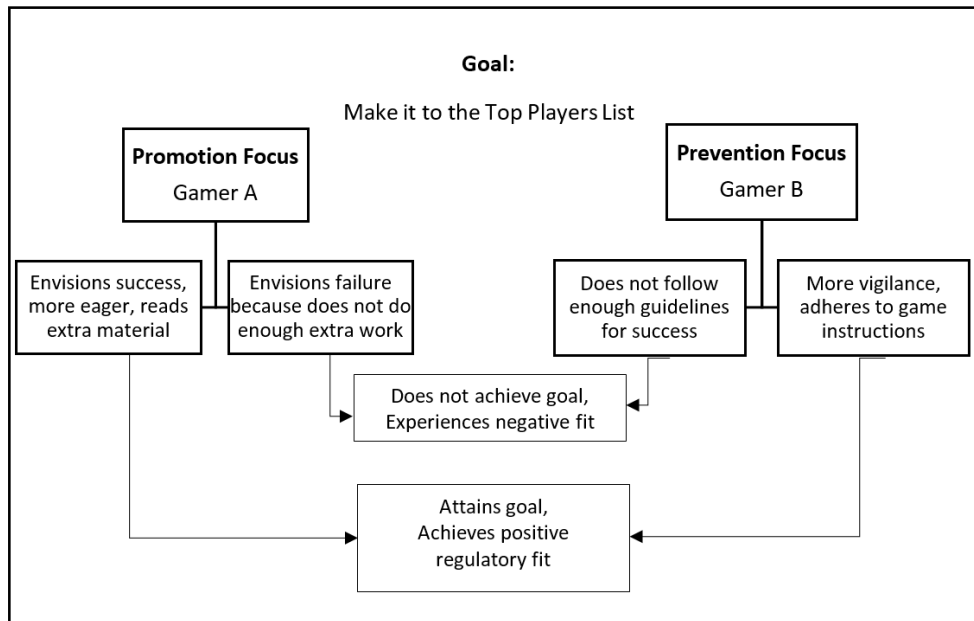 Goal:
Make it to the Top Players List
Promotion Focus
Gamer A
Prevention Focus
Gamer B
Envisions success,
more eager, reads
extra material
Envisions failure
because does not do
enough extra work
Does not follow
enough guidelines
for success
More vigilance,
adheres to game
instructions
Does not achieve goal,
Experiences negative fit
Attains goal,
Achieves positive
regulatory fit